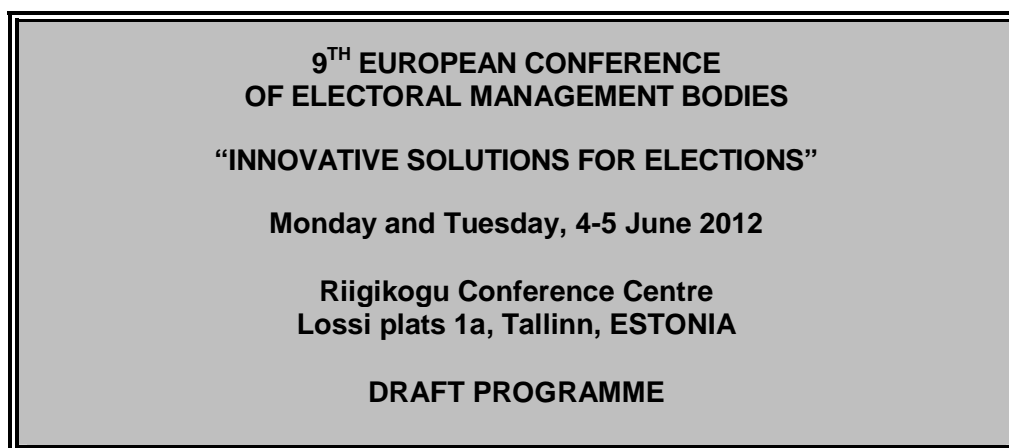 9TH EUROPEAN CONFERENCE
OF ELECTORAL MANAGEMENT BODIES
“INNOVATIVE SOLUTIONS FOR ELECTIONS”
Monday and Tuesday, 4-5 June 2012
Riigikogu Conference Centre
Lossi plats 1a, Tallinn, ESTONIA
DRAFT PROGRAMME